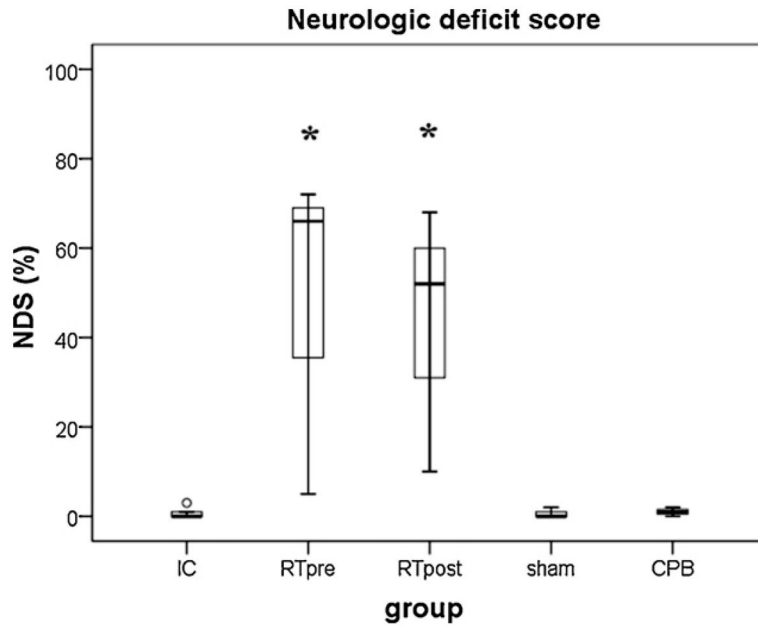 Neurologic deficit score
NDS (%)
100
80
60
40
20
0
*
*
IC RTpre RTpost sham CPB
group